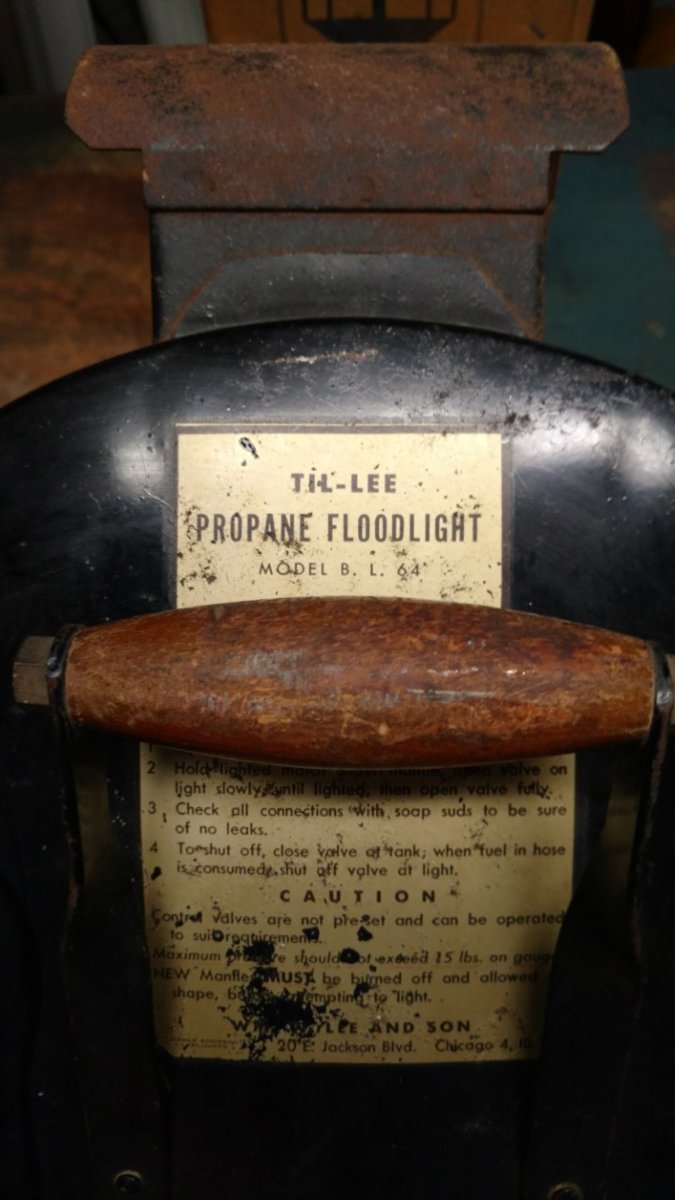 TIL-LEE
PROPANE FLOODLIGHT
MODEL B. L. 64
2 Hold lighted match under mantle, open valve on
light slowly, until lighted, then open valve fully.
3 Check all connections with soap suds to be sure
of no leaks.
4 To shut off, close valve at tank; when fuel in hose
is consumed, shut off valve at light.
CAUTION
Control valves are not pre-set and can be operated
to suit requirements.
Maximum should not exceed 15 lbs. on
NEW Mantles MUST be burned off and allowed
shape, to light.
AND SON
20 E. Jackson Blvd. Chicago 4,